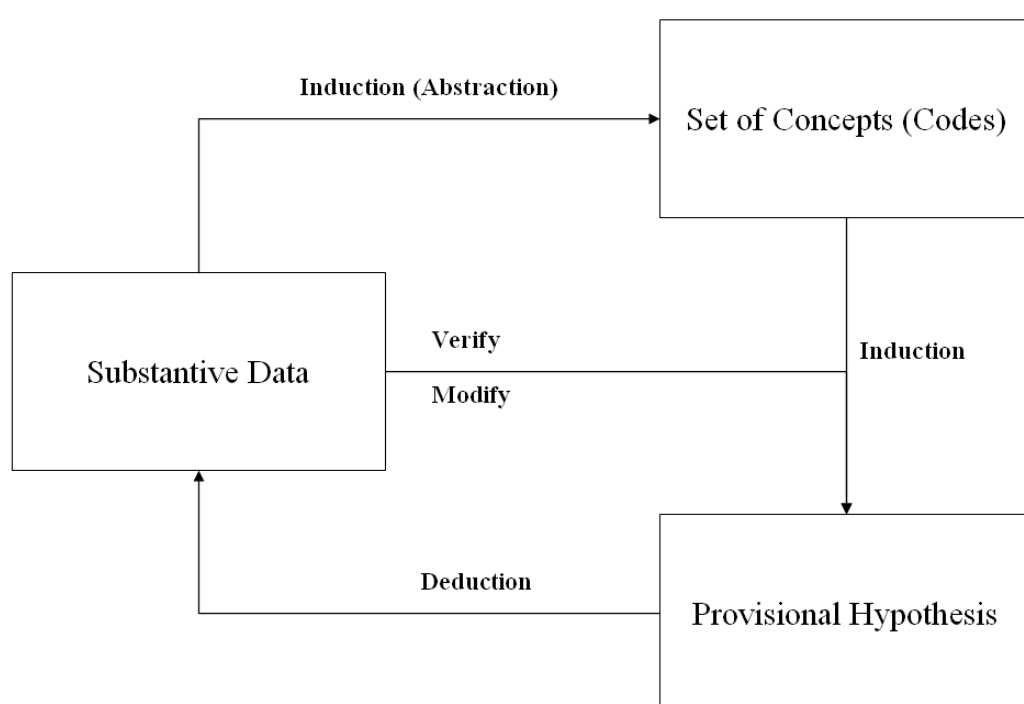 Induction (Abstraction)
Set of Concepts (Codes)
Verify
Induction
Substantive Data
Modify
Deduction
Provisional Hypothesis